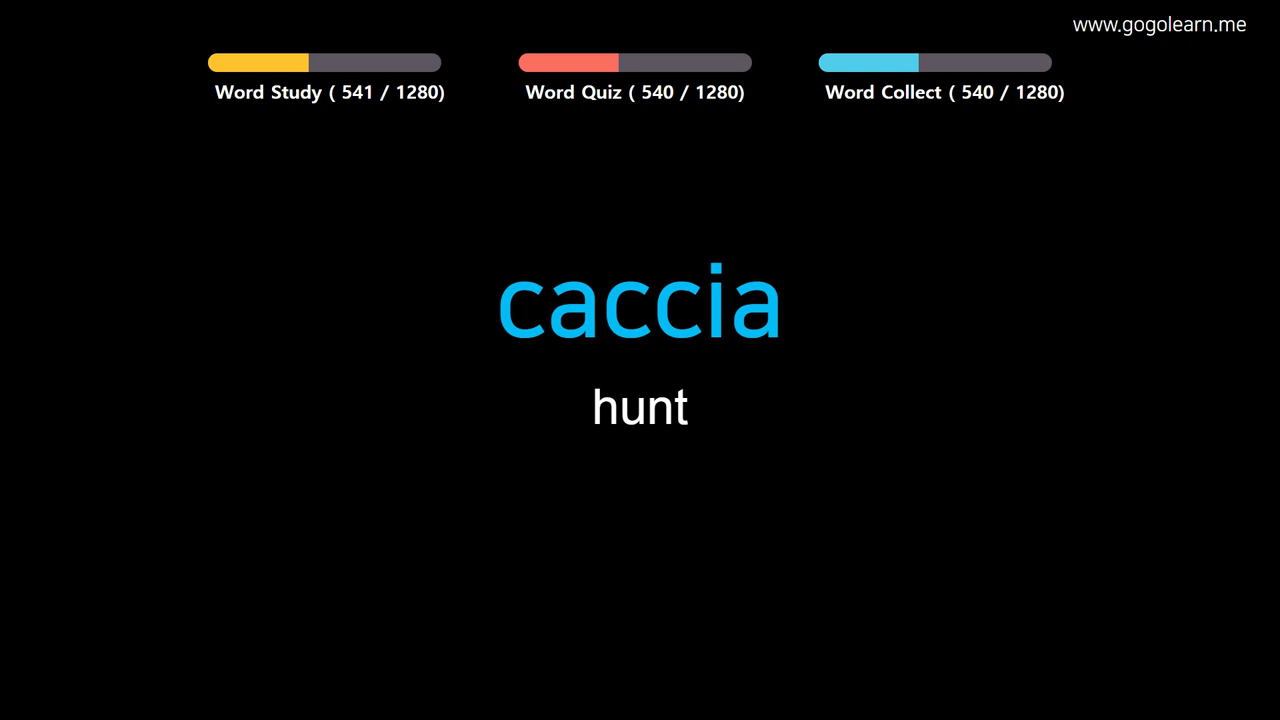 www.gogolearn.me
Word Study ( 541 / 1280)
Word Quiz ( 540 / 1280)
Word Collect ( 540 / 1280)
caccia
hunt